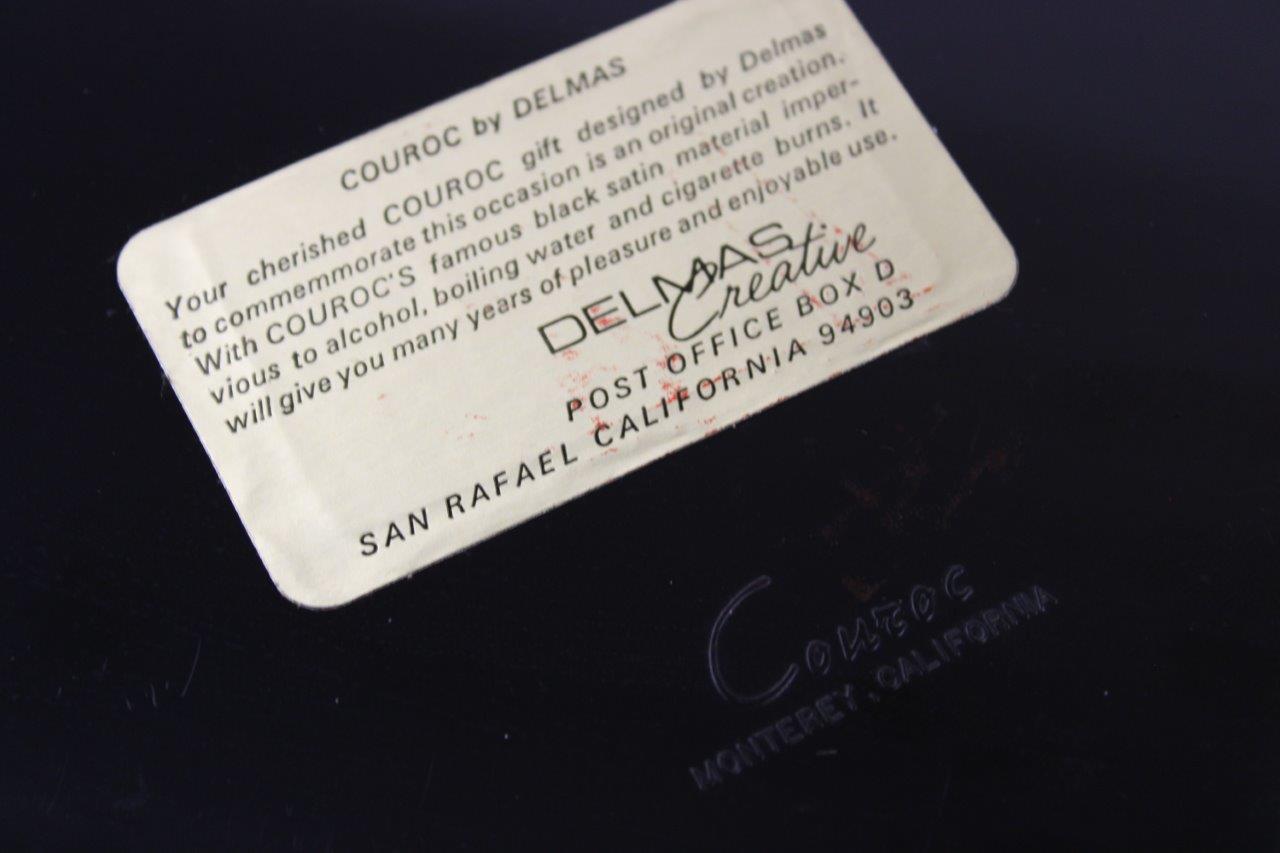 COUROC by DELMAS
Your cherished COUROC gift designed by Delmas
to commemmorate this occasion is an original creation.
With COUROC'S famous black satin material imper-
vious to alcohol, boiling water and cigarette burns. It
will give you many years of pleasure and enjoyable use.
DELMAS
Creative
POST OFFICE BOX D
SAN RAFAEL CALIFORNIA 94903
Couroc
MONTEREY, CALIFORNIA